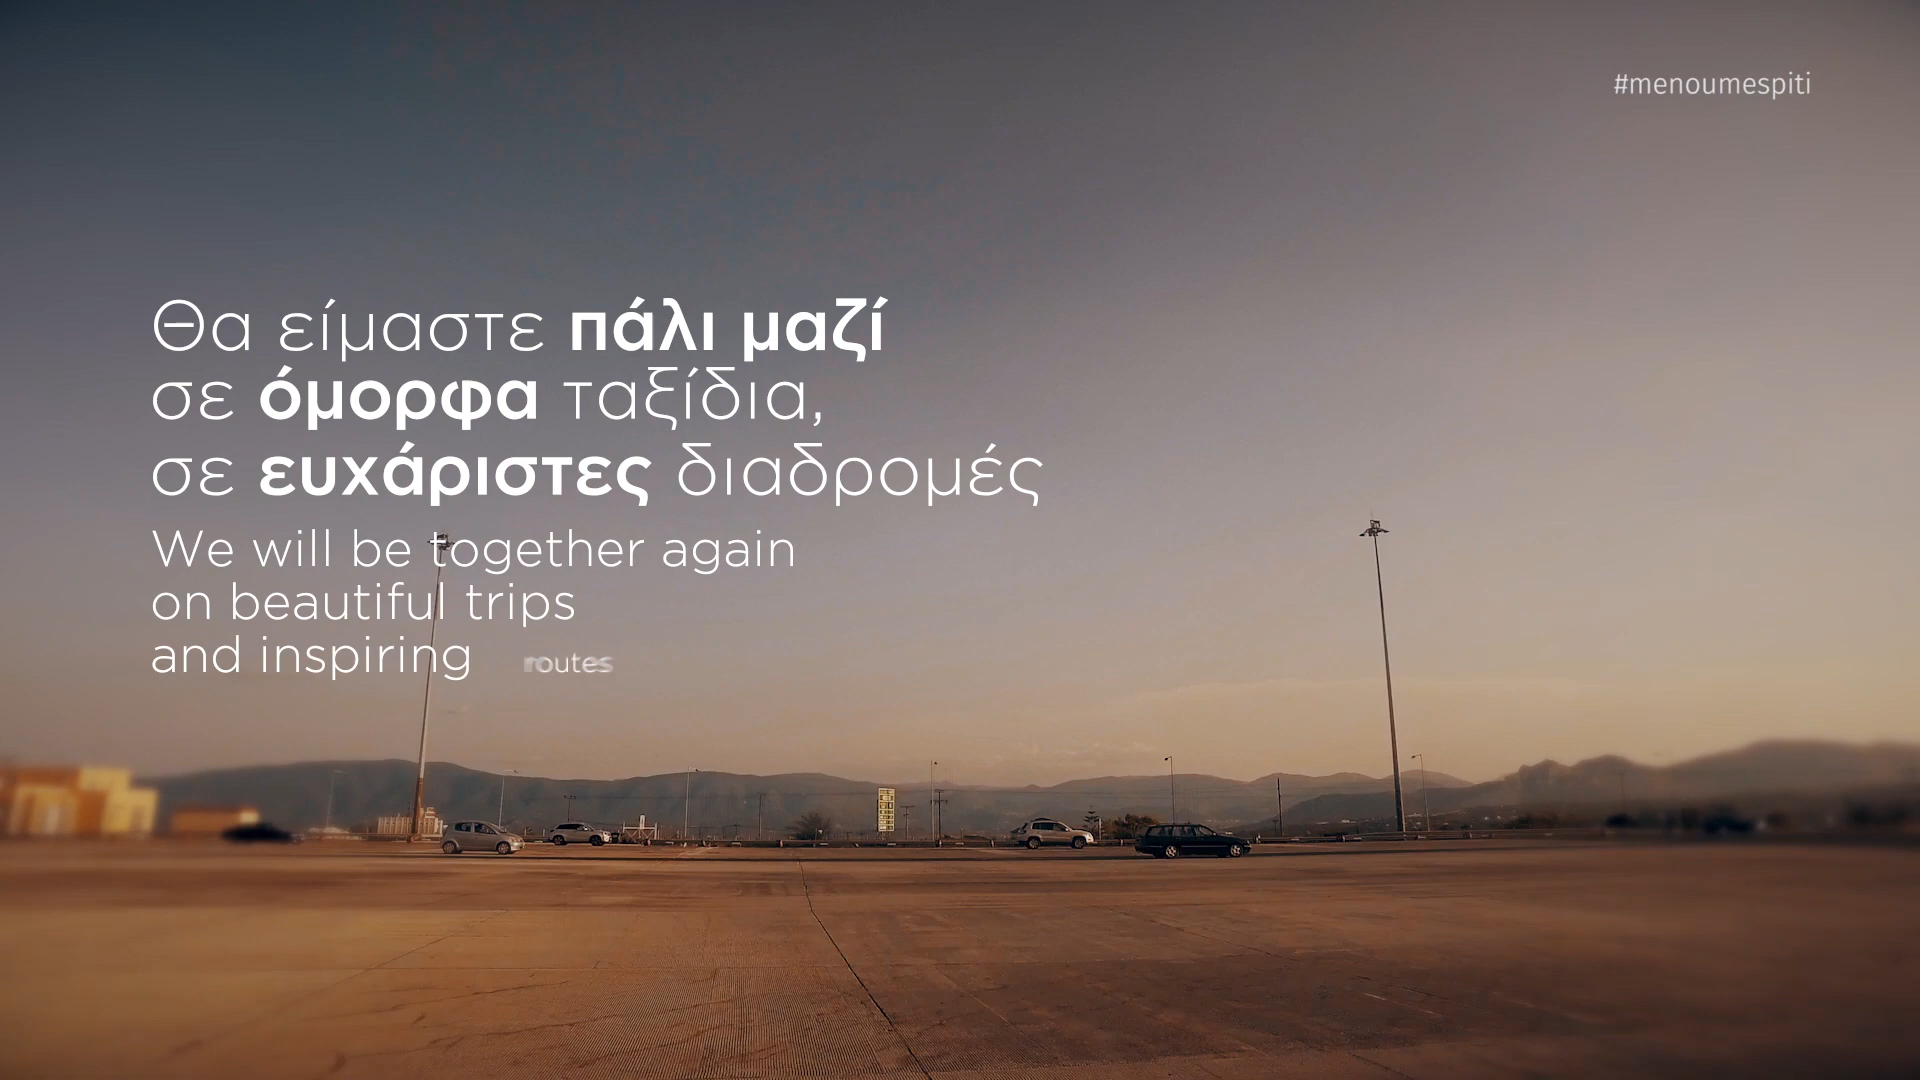 #menoumespiti
Θα είμαστε πάλι μαζί
σε όμορφα ταξίδια,
σε ευχάριστες διαδρομές
We will be together again
on beautiful trips
and inspiring routes